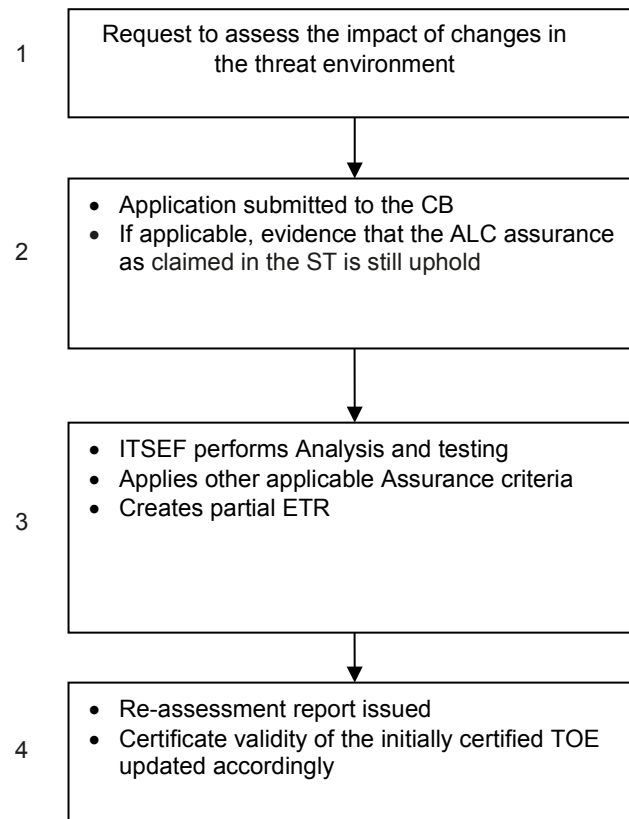 1
Request to assess the impact of changes in
the threat environment
2
• Application submitted to the CB
• If applicable, evidence that the ALC assurance
as claimed in the ST is still uphold
3
• ITSEF performs Analysis and testing
• Applies other applicable Assurance criteria
• Creates partial ETR
4
• Re-assessment report issued
• Certificate validity of the initially certified TOE
updated accordingly